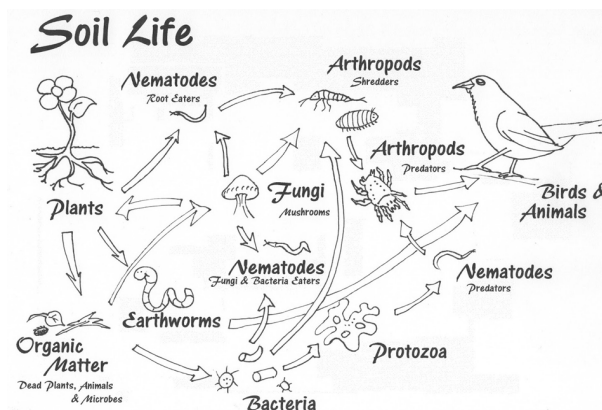 Soil Life
Nematodes
Root Eaters
Arthropods
Shredders
Arthropods
Predators
Plants
Fungi
Mushrooms
Birds &
Animals
Nematodes
Fungi & Bacteria Eaters
Nematodes
Predators
Earthworms
Organic
Matter
Dead Plants, Animals
& Microbes
Protozoa
Bacteria